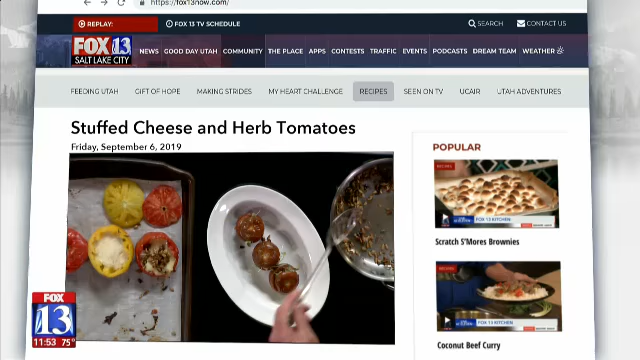 https://fox13now.com/
REPLAY:
FOX 13 TV SCHEDULE
SEARCH
CONTACT US
FOX 13
SALT LAKE CITY
NEWS GOOD DAY UTAH COMMUNITY THE PLACE APPS CONTESTS TRAFFIC EVENTS PODCASTS DREAM TEAM WEATHER
FEEDING UTAH GIFT OF HOPE MAKING STRIDES MY HEART CHALLENGE RECIPES SEEN ON TV UCAIR UTAH ADVENTURES
Stuffed Cheese and Herb Tomatoes
Friday, September 6, 2019
POPULAR
RECIPES
FOX 13 KITCHEN
Scratch S'Mores Brownies
RECIPES
FOX 13 KITCHEN
Coconut Beef Curry
FOX
13
11:53 75°